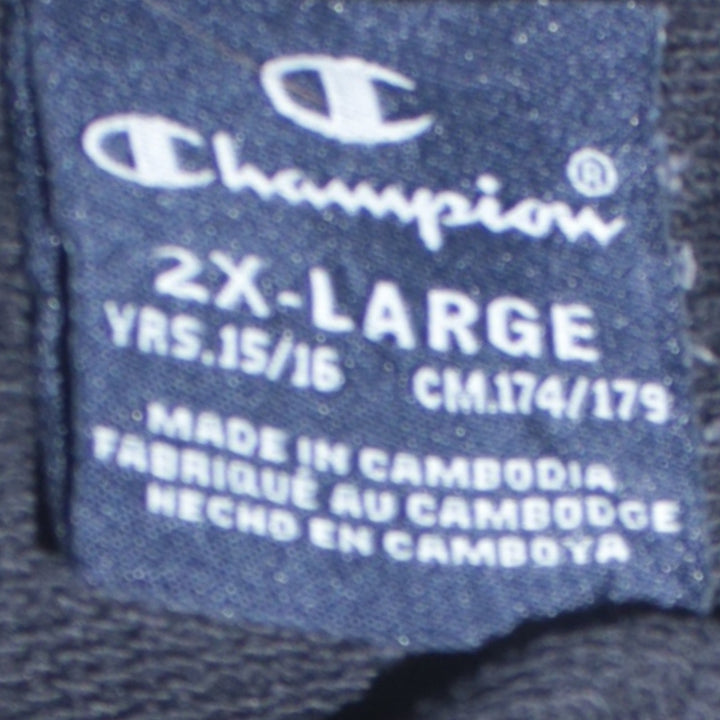 Champion®
2X-LARGE
YRS.15/16 CM.174/179
MADE IN CAMBODIA
FABRIQUÉ AU CAMBODGE
HECHO EN CAMBOYA